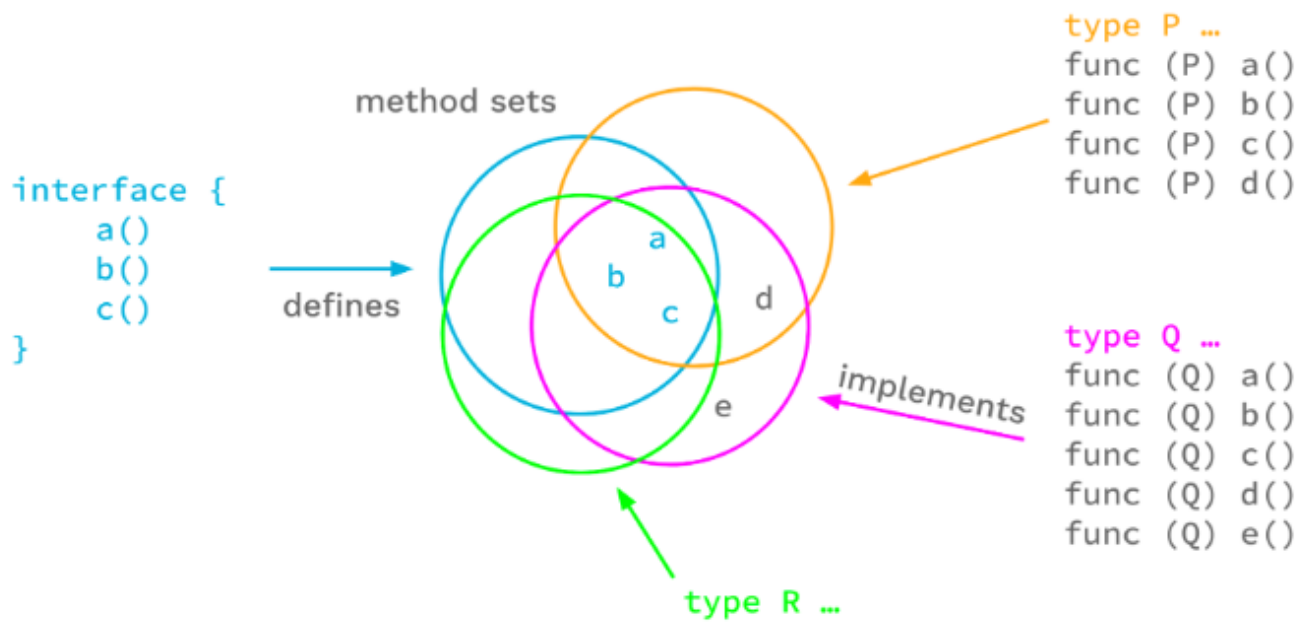 type P …
func (P) a()
func (P) b()
func (P) c()
func (P) d()
method sets
interface {
    a()
    b()
    c()
}
defines
a
b
c
d
e
implements
type Q …
func (Q) a()
func (Q) b()
func (Q) c()
func (Q) d()
func (Q) e()
type R …